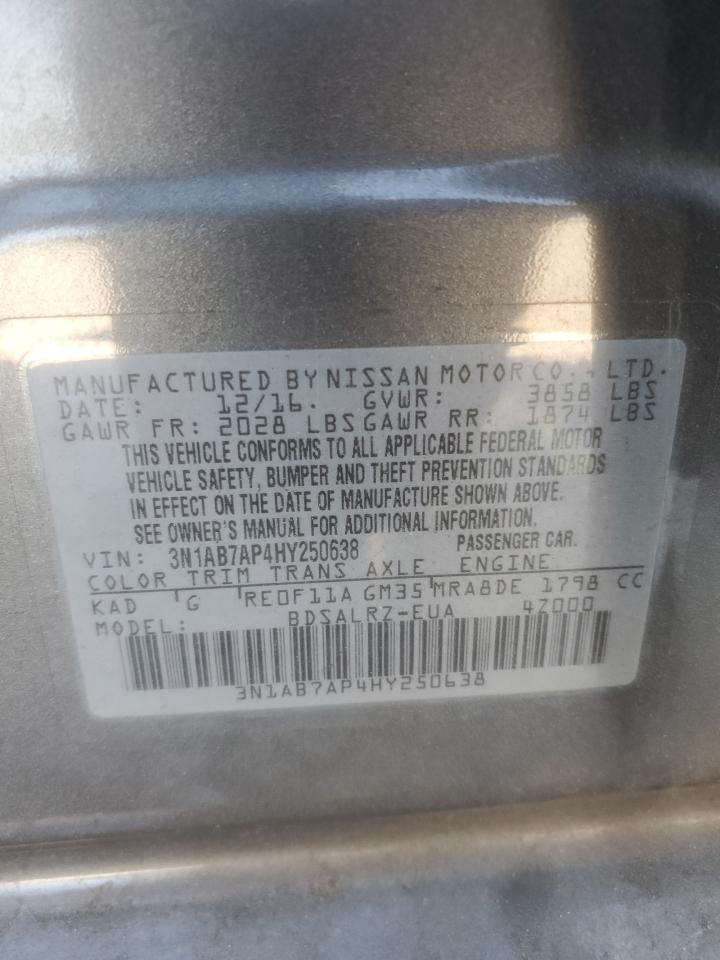 MANUFACTURED BY NISSAN MOTOR CO., LTD.
DATE: 12/16. GVWR: 3858 LBS
GAWR FR: 2028 LBS GAWR RR: 1874 LBS
THIS VEHICLE CONFORMS TO ALL APPLICABLE FEDERAL MOTOR
VEHICLE SAFETY, BUMPER AND THEFT PREVENTION STANDARDS
IN EFFECT ON THE DATE OF MANUFACTURE SHOWN ABOVE.
SEE OWNER'S MANUAL FOR ADDITIONAL INFORMATION.
VIN: 3N1AB7AP4HY250638 PASSENGER CAR.
COLOR TRIM TRANS AXLE ENGINE
KAD G RE0F11A GM35 MRA8DE 1798 CC
MODEL: BDSALRZ-EUA 4Z000
3N1AB7AP4HY250638